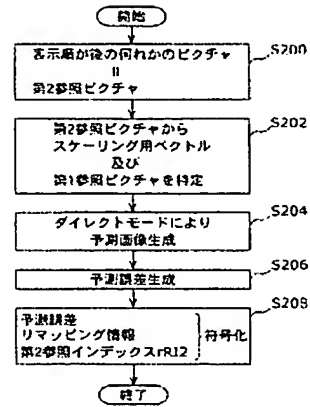 開始
S200
表示順が後の何れかのピクチャ
＝
第2参照ピクチャ
S202
第2参照ピクチャから
スケーリング用ベクトル
及び
第1参照ピクチャを特定
S204
ダイレクトモードにより
予測画像生成
S206
予測誤差生成
S208
予測誤差
リマッピング情報
第2参照インデックスrRI2
符号化
終了